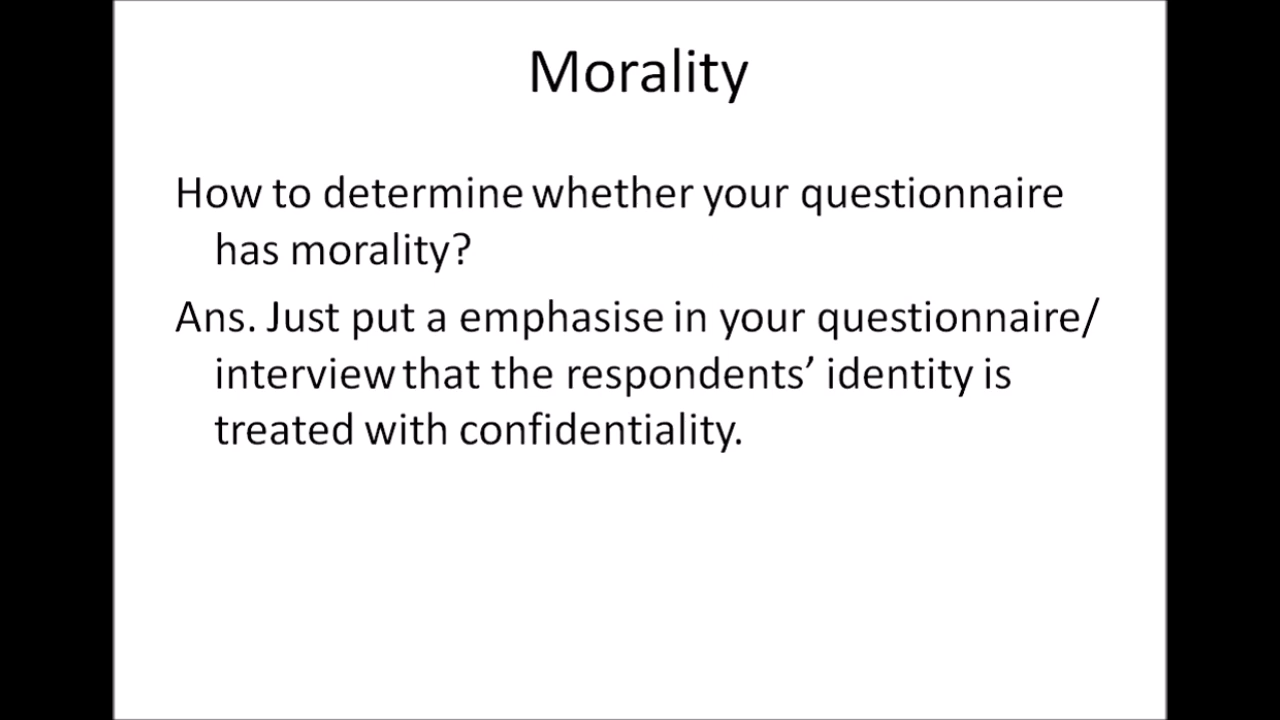 Morality
How to determine whether your questionnaire
has morality?
Ans. Just put a emphasise in your questionnaire/
interview that the respondents’ identity is
treated with confidentiality.